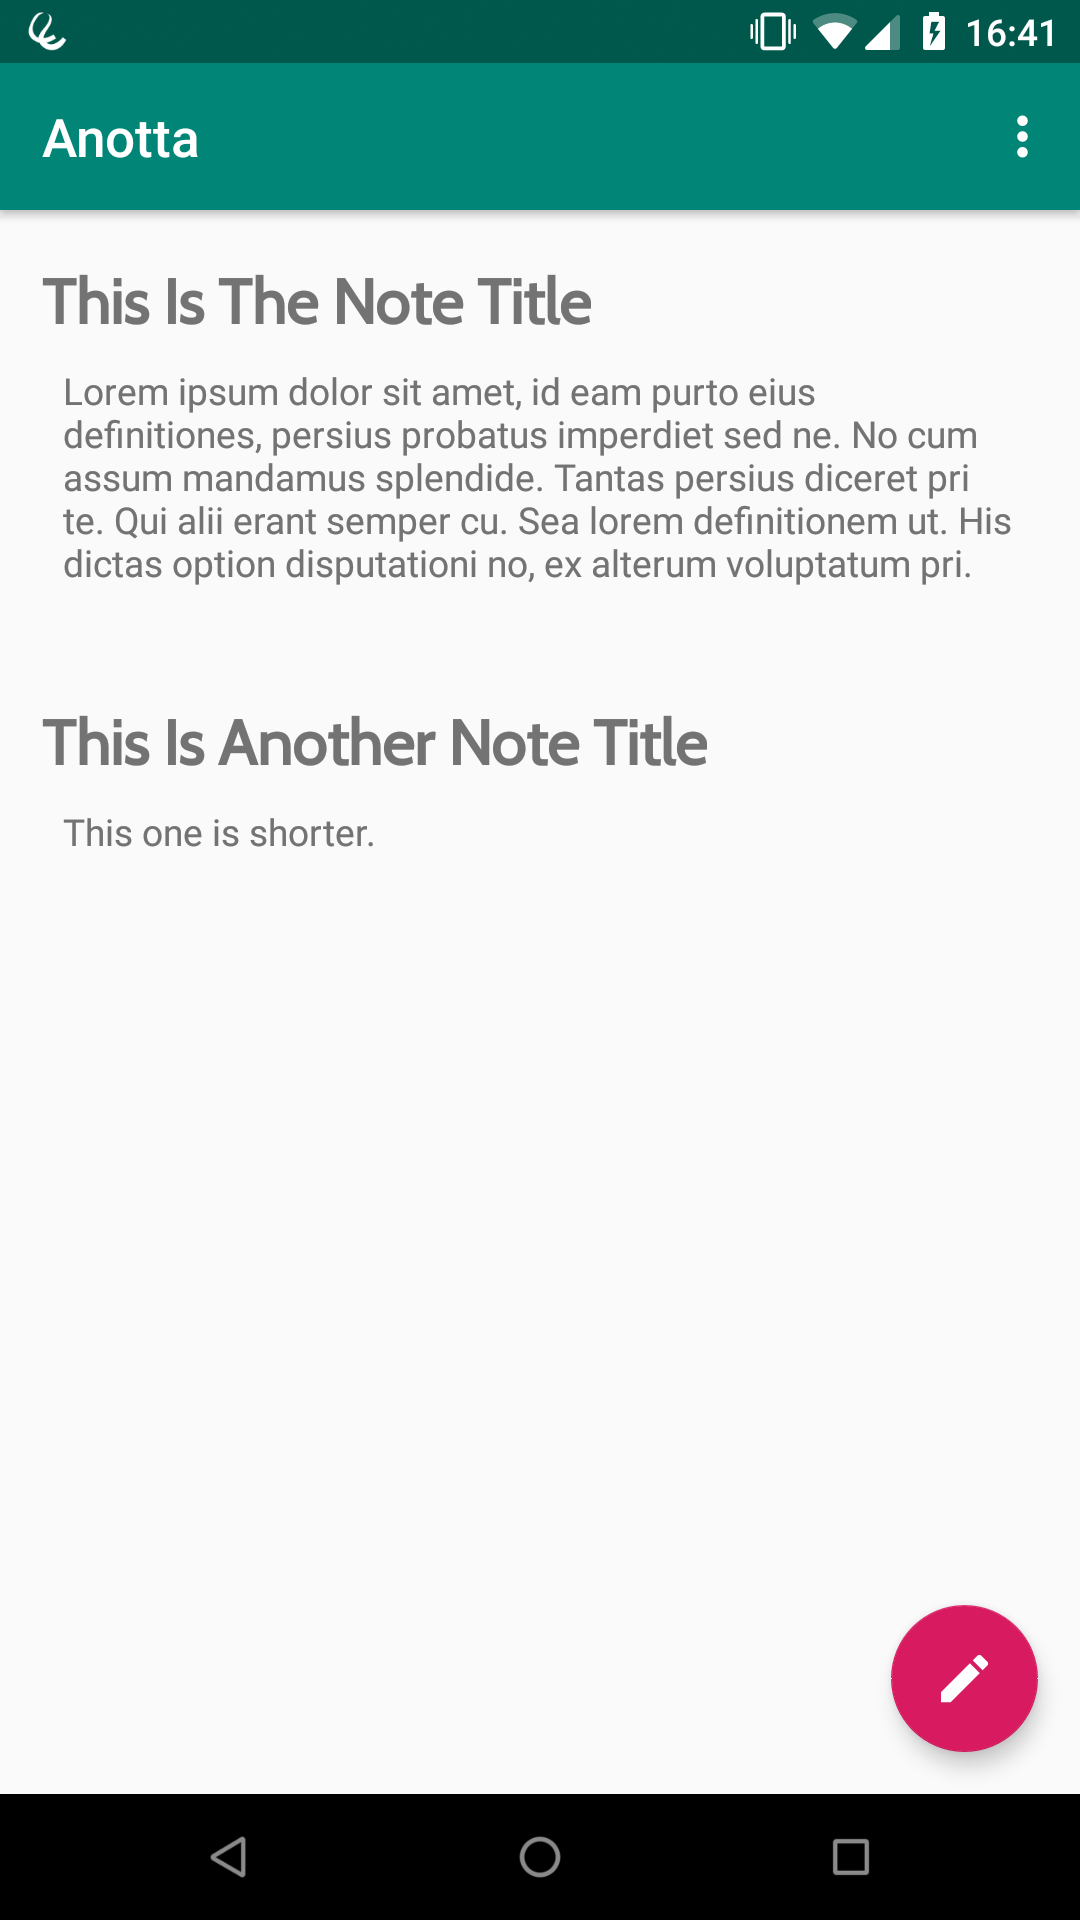 16:41
Anotta
This Is The Note Title
Lorem ipsum dolor sit amet, id eam purto eius
definitiones, persius probatus imperdiet sed ne. No cum
assum mandamus splendide. Tantas persius diceret pri
te. Qui alii erant semper cu. Sea lorem definitionem ut. His
dictas option disputationi no, ex alterum voluptatum pri.
This Is Another Note Title
This one is shorter.